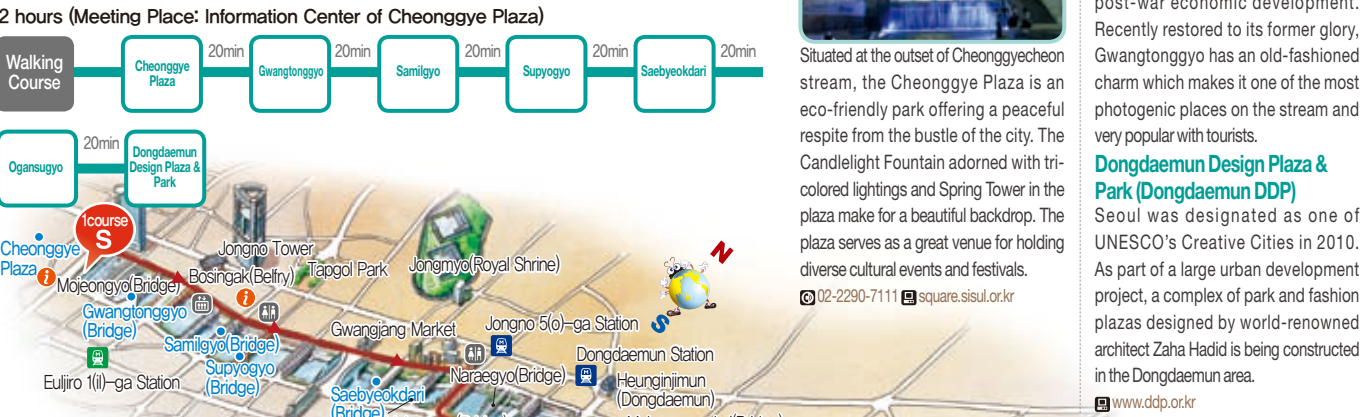 2 hours (Meeting Place: Information Center of Cheonggye Plaza)
Walking
Course
Cheonggye
Plaza
20min
Gwangtonggyo
20min
Samilgyo
20min
Supyogyo
20min
Saebyeokdari
20min
Ogansugyo
20min
Dongdaemun
Design Plaza &
Park
1course
S
Cheonggye
Plaza
Mojeongyo(Bridge)
Jongno Tower
Bosingak(Belfry)
Tapgol Park
Jongmyo(Royal Shrine)
N
S
Gwangtonggyo
(Bridge)
Samilgyo(Bridge)
Supyogyo
(Bridge)
Euljiro 1(il)-ga Station
Gwangjang Market
Jongno 5(o)-ga Station
Dongdaemun Station
Naraegyo(Bridge)
Heunginjimun
(Dongdaemun)
Saebyeokdari
(Bridge)
Situated at the outset of Cheonggyecheon
stream, the Cheonggye Plaza is an
eco-friendly park offering a peaceful
respite from the bustle of the city. The
Candlelight Fountain adorned with tri-
colored lightings and Spring Tower in the
plaza make for a beautiful backdrop. The
plaza serves as a great venue for holding
diverse cultural events and festivals.
02-2290-7111 square.sisul.or.kr
post-war economic development.
Recently restored to its former glory,
Gwangtonggyo has an old-fashioned
charm which makes it one of the most
photogenic places on the stream and
very popular with tourists.
Dongdaemun Design Plaza &
Park (Dongdaemun DDP)
Seoul was designated as one of
UNESCO's Creative Cities in 2010.
As part of a large urban development
project, a complex of park and fashion
plazas designed by world-renowned
architect Zaha Hadid is being constructed
in the Dongdaemun area.
www.ddp.or.kr